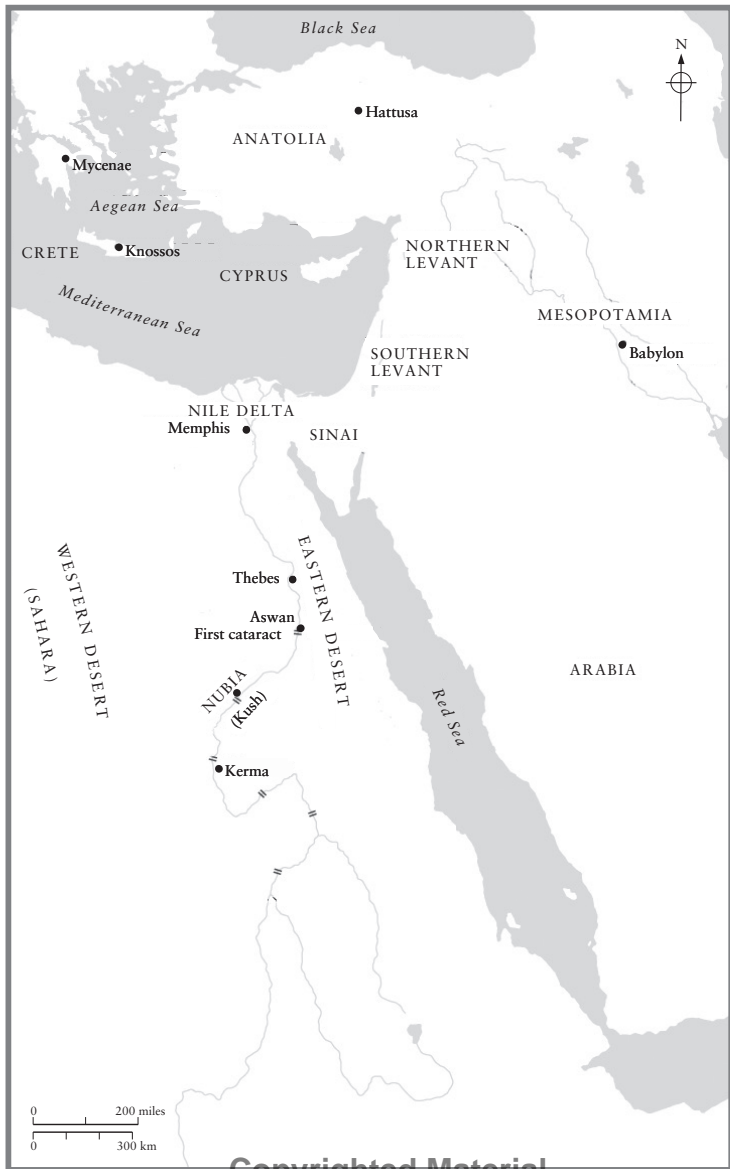 Black Sea
N
Hattusa
ANATOLIA
Mycenae
Aegean Sea
CRETE
Knossos
CYPRUS
NORTHERN
LEVANT
Mediterranean Sea
MESOPOTAMIA
Babylon
SOUTHERN
LEVANT
NILE DELTA
Memphis
SINAI
WESTERN DESERT
(SAHARA)
EASTERN DESERT
Thebes
Aswan
First cataract
NUBIA
(Kush)
ARABIA
Red Sea
Kerma
0 200 miles
0 300 km
Copyrighted Material